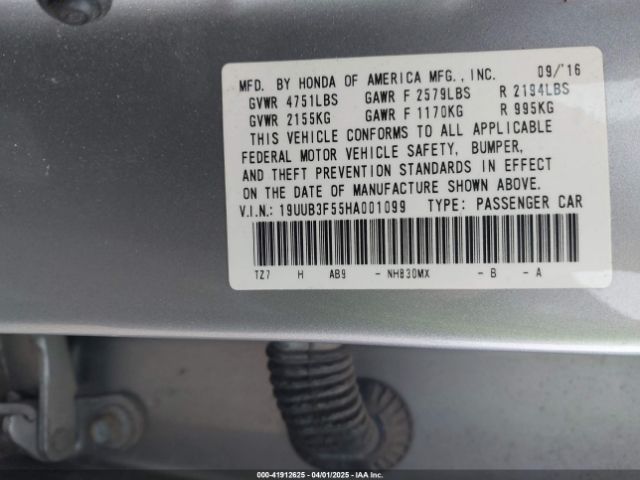 MFD. BY HONDA OF AMERICA MFG., INC. 09/'16
GVWR 4751LBS GAWR F 2579LBS R 2194LBS
GVWR 2155KG GAWR F 1170KG R 995KG
THIS VEHICLE CONFORMS TO ALL APPLICABLE
FEDERAL MOTOR VEHICLE SAFETY, BUMPER,
AND THEFT PREVENTION STANDARDS IN EFFECT
ON THE DATE OF MANUFACTURE SHOWN ABOVE.
V.I.N.: 19UUB3F55HA001099 TYPE: PASSENGER CAR
TZ7 H AB9 - NH830MX - B - A
000-41912625 - 04/01/2025 - IAA Inc.